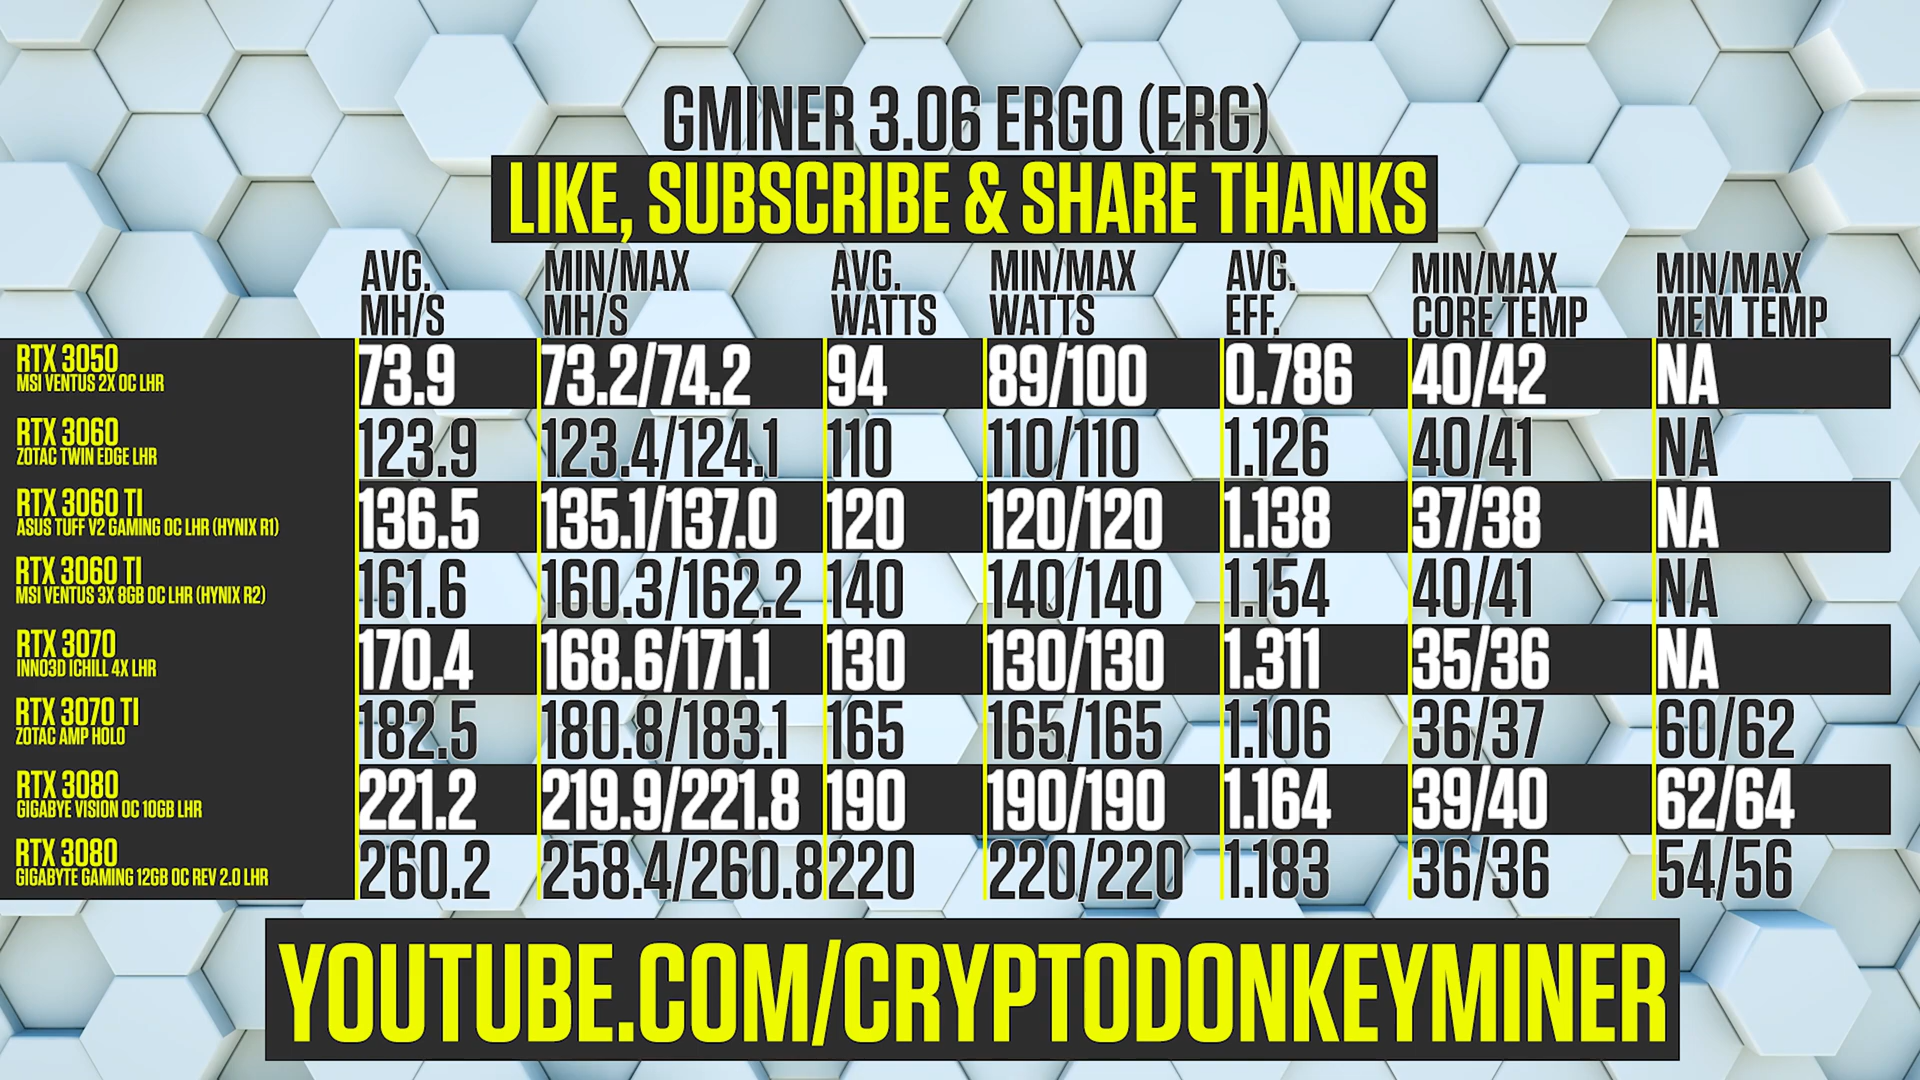 GMINER 3.06 ERGO (ERG)
LIKE, SUBSCRIBE & SHARE THANKS
AVG. MH/S MIN/MAX MH/S AVG. WATTS MIN/MAX WATTS AVG. EFF. MIN/MAX CORE TEMP MIN/MAX MEM TEMP
RTX 3050
MSI VENTUS 2X OC LHR
73.9 73.2/74.2 94 89/100 0.786 40/42 NA
RTX 3060
ZOTAC TWIN EDGE LHR
123.9 123.4/124.1 110 110/110 1.126 40/41 NA
RTX 3060 TI
ASUS TUFF V2 GAMING OC LHR (HYNIX R1)
136.5 135.1/137.0 120 120/120 1.138 37/38 NA
RTX 3060 TI
MSI VENTUS 3X 8GB OC LHR (HYNIX R2)
161.6 160.3/162.2 140 140/140 1.154 40/41 NA
RTX 3070
INNO3D ICHILL 4X LHR
170.4 168.6/171.1 130 130/130 1.311 35/36 NA
RTX 3070 TI
ZOTAC AMP HOLO
182.5 180.8/183.1 165 165/165 1.106 36/37 60/62
RTX 3080
GIGABYE VISION OC 10GB LHR
221.2 219.9/221.8 190 190/190 1.164 39/40 62/64
RTX 3080
GIGABYTE GAMING 12GB OC REV 2.0 LHR
260.2 258.4/260.8 220 220/220 1.183 36/36 54/56
YOUTUBE.COM/CRYPTODONKEYMINER